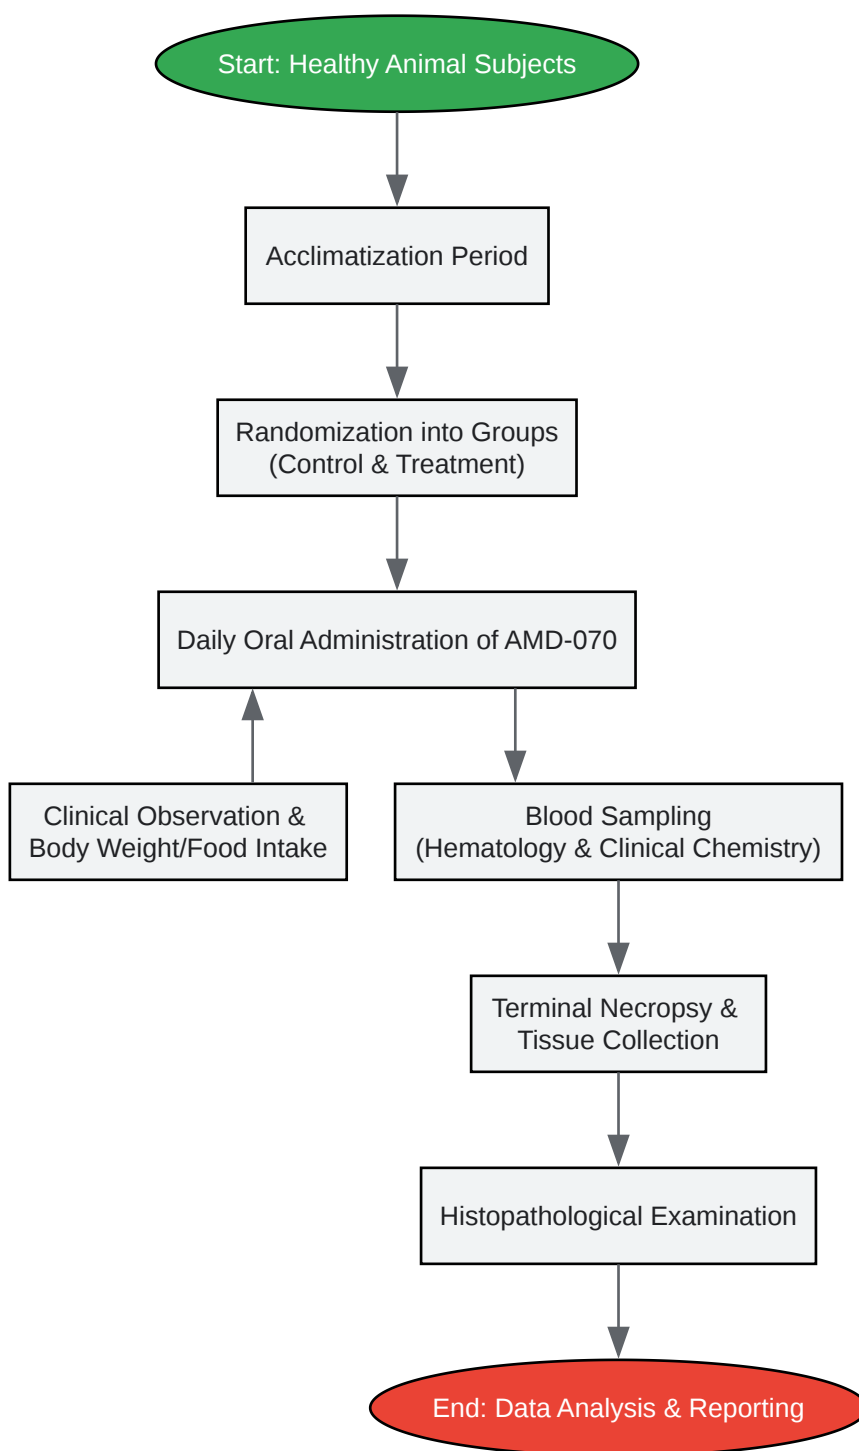 Start: Healthy Animal Subjects
Acclimatization Period
Randomization into Groups
(Control & Treatment)
Daily Oral Administration of AMD-070
Clinical Observation &
Body Weight/Food Intake
Blood Sampling
(Hematology & Clinical Chemistry)
Terminal Necropsy &
Tissue Collection
Histopathological Examination
End: Data Analysis & Reporting